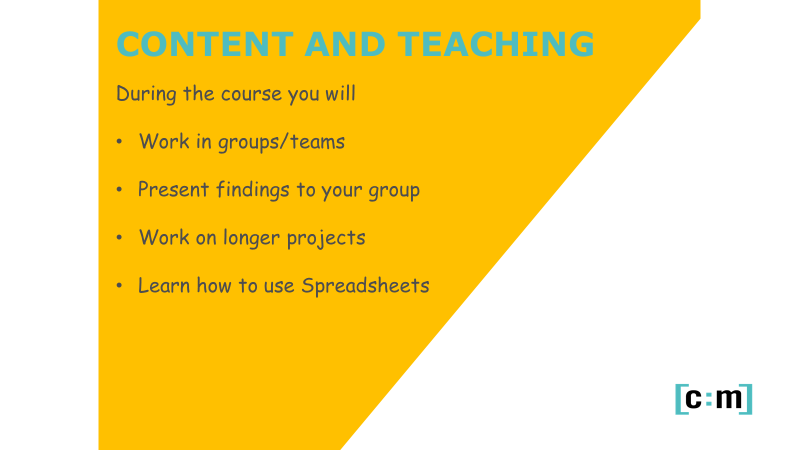 CONTENT AND TEACHING
During the course you will
• Work in groups/teams
• Present findings to your group
• Work on longer projects
• Learn how to use Spreadsheets
[c:m]